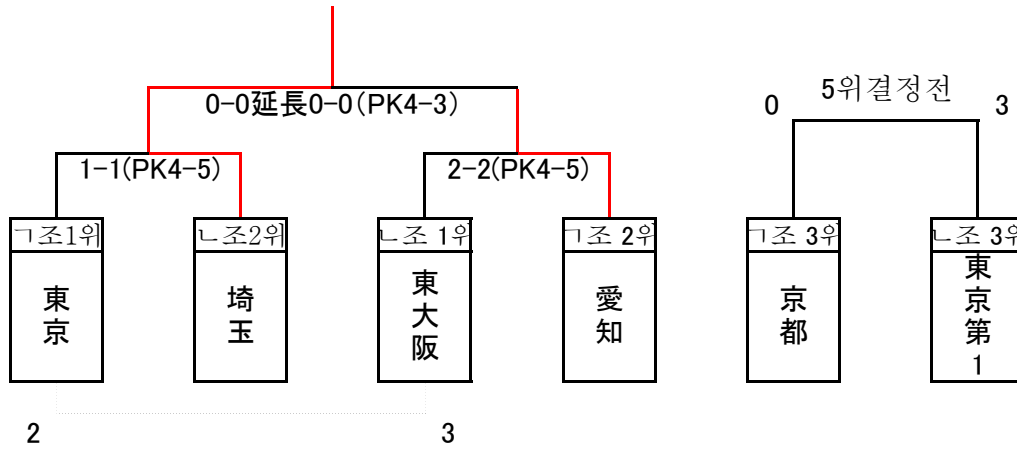 0-0延長0-0(PK4-3)
0
5위결정전
3
1-1(PK4-5)
2-2(PK4-5)
ㄱ조1위
ㄴ조2위
ㄴ조 1위
ㄱ조 2위
ㄱ조 3위
ㄴ조 3위
東京
埼玉
東大阪
愛知
京都
東京第1
2
3